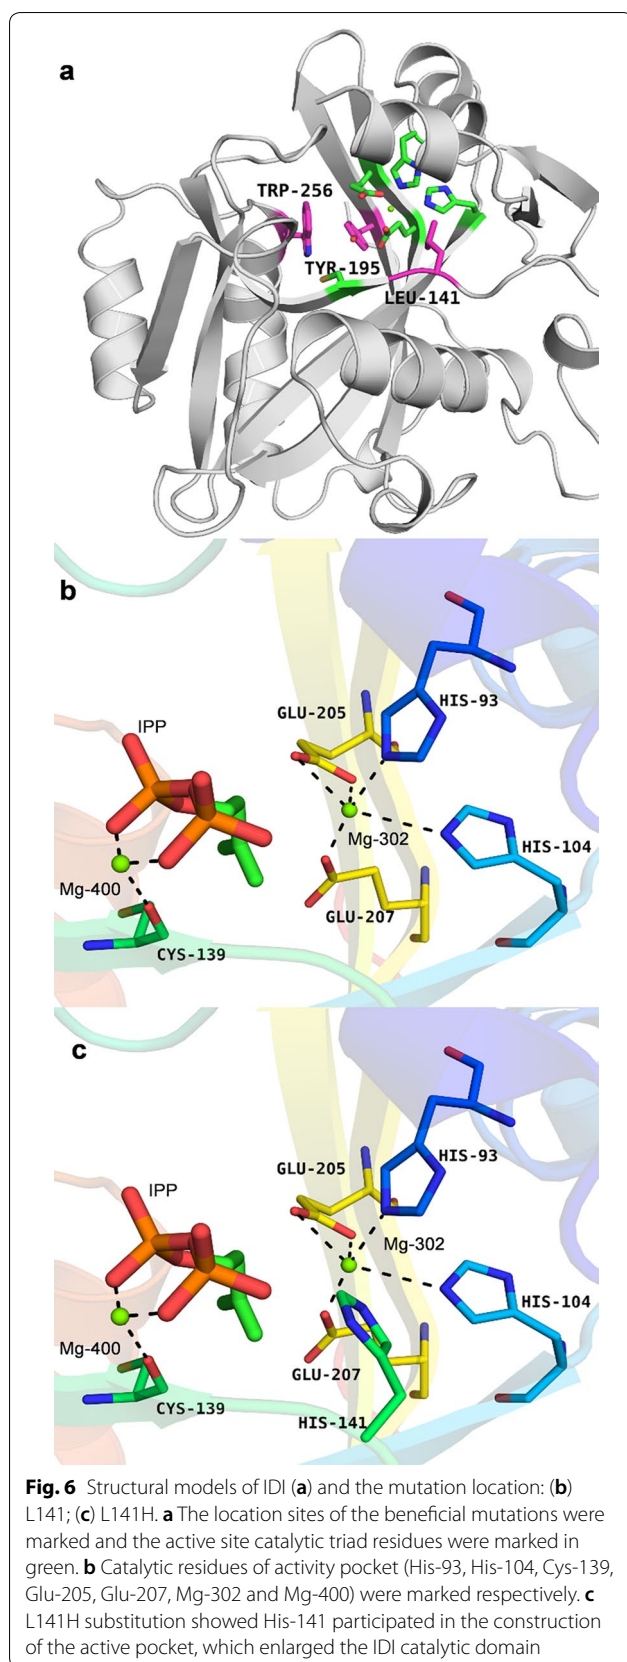 a
TRP-256
TYR-195
LEU-141
b
IPP
GLU-205
HIS-93
Mg-302
HIS-104
Mg-400
GLU-207
CYS-139
c
HIS-93
GLU-205
IPP
Mg-302
HIS-104
Mg-400
GLU-207
CYS-139
HIS-141
Fig. 6 Structural models of IDI (a) and the mutation location: (b)
L141; (c) L141H. a The location sites of the beneficial mutations were
marked and the active site catalytic triad residues were marked in
green. b Catalytic residues of activity pocket (His-93, His-104, Cys-139,
Glu-205, Glu-207, Mg-302 and Mg-400) were marked respectively. c
L141H substitution showed His-141 participated in the construction
of the active pocket, which enlarged the IDI catalytic domain